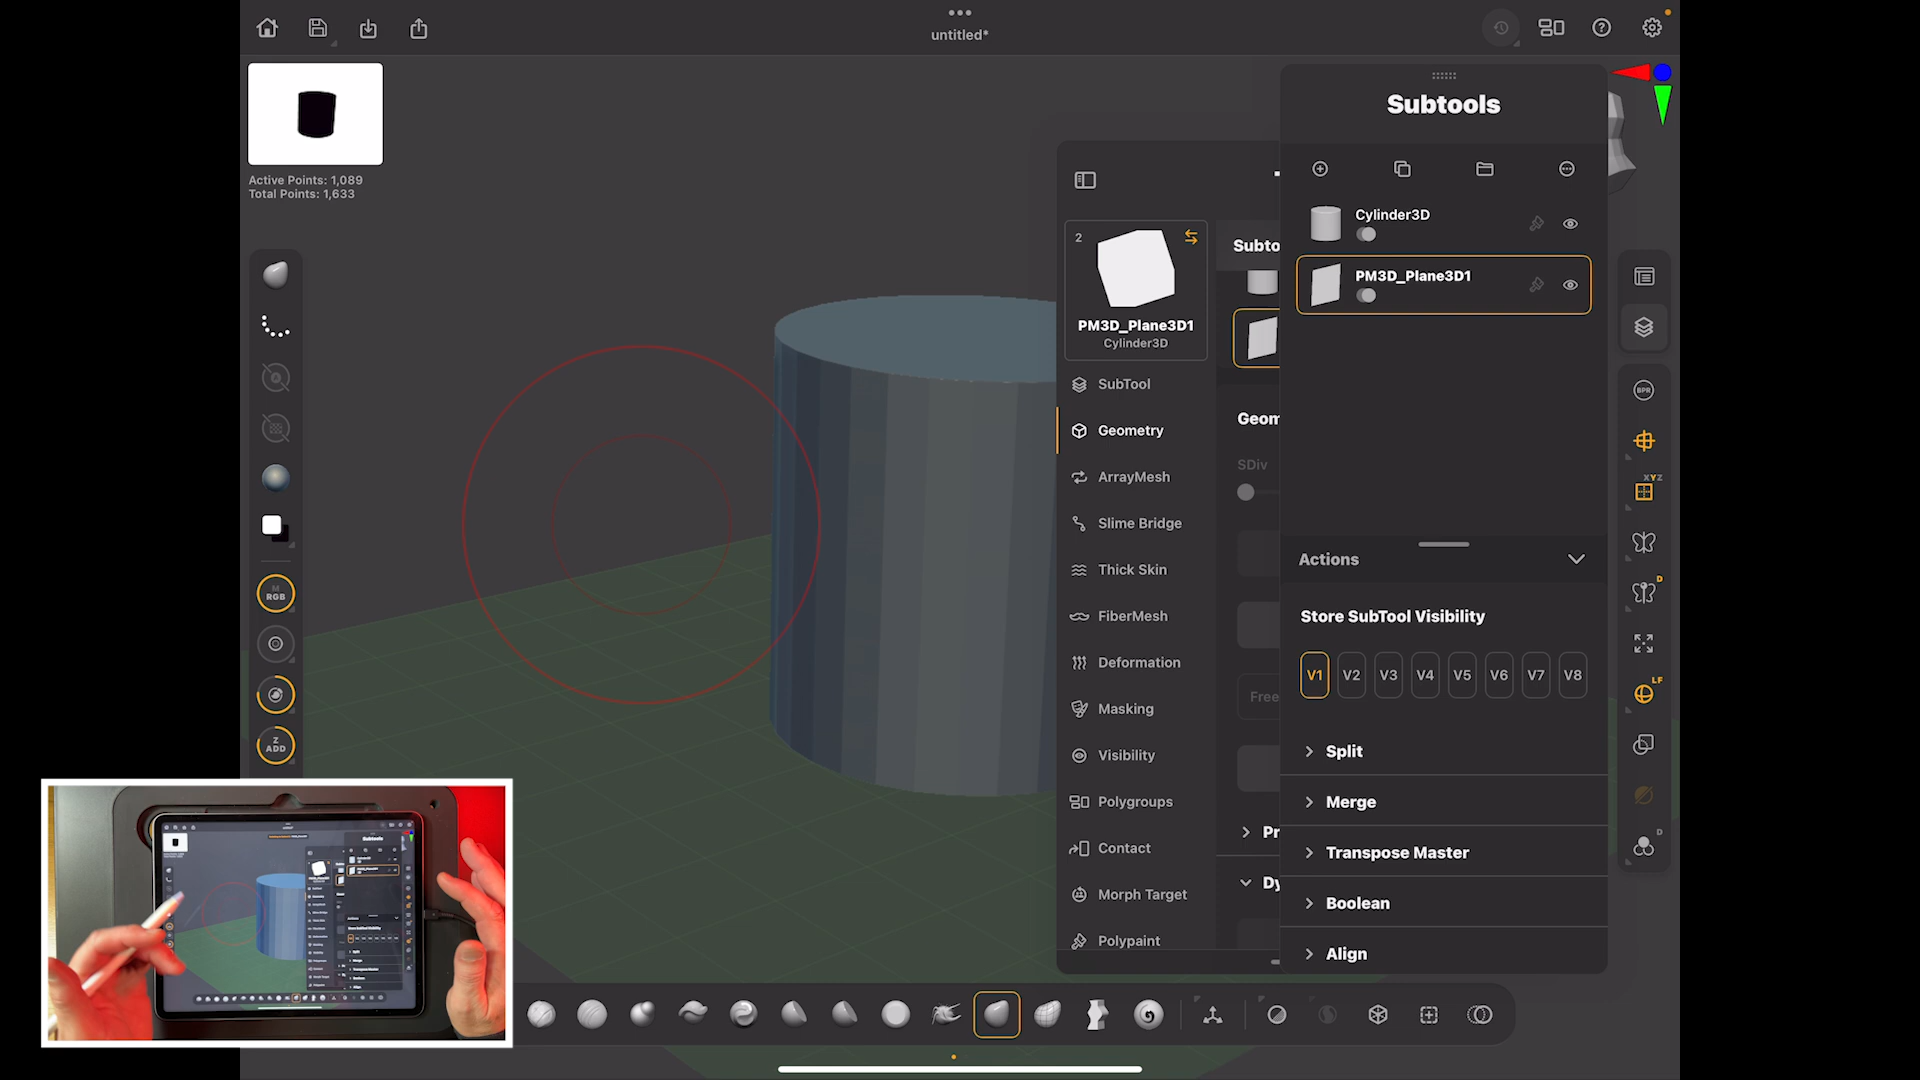 untitled*
Active Points: 1,089
Total Points: 1,633
Subtools
Cylinder3D
PM3D_Plane3D1
2
PM3D_Plane3D1
Cylinder3D
Subto
SubTool
Geometry
Geom
ArrayMesh
SDiv
Slime Bridge
Thick Skin
FiberMesh
Deformation
Masking
Free
Visibility
Polygroups
Pr
Contact
Dy
Morph Target
Polypaint
Actions
Store SubTool Visibility
V1 V2 V3 V4 V5 V6 V7 V8
Split
Merge
Transpose Master
Boolean
Align
M
RGB
Z
ADD
BPR
XYZ
D
LF
D